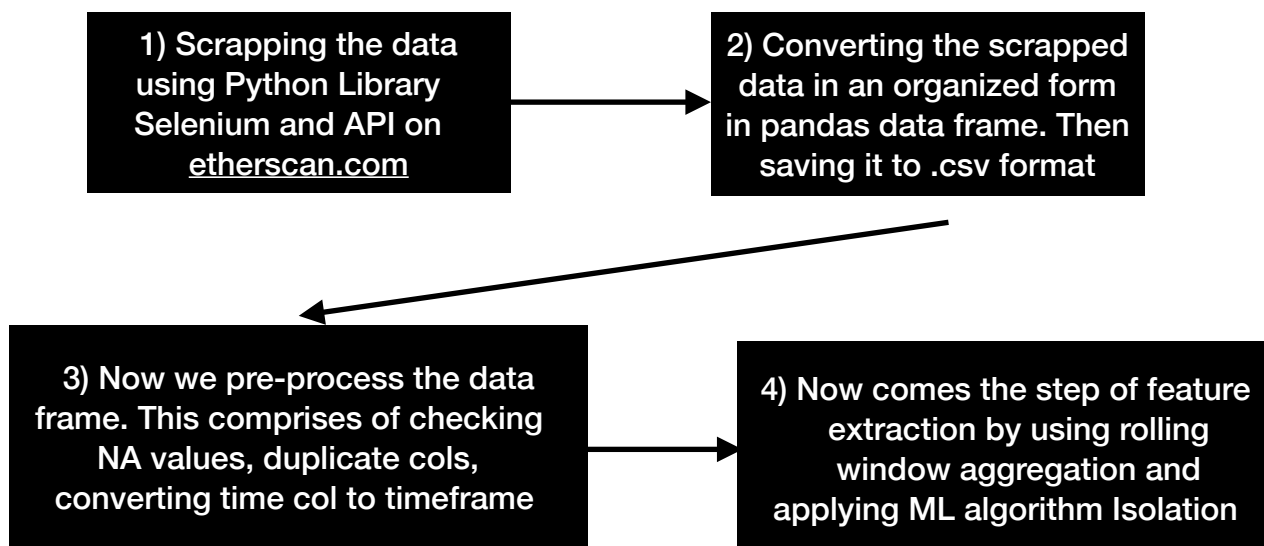 1) Scrapping the data
using Python Library
Selenium and API on
etherscan.com
2) Converting the scrapped
data in an organized form
in pandas data frame. Then
saving it to .csv format
3) Now we pre-process the data
frame. This comprises of checking
NA values, duplicate cols,
converting time col to timeframe
4) Now comes the step of feature
extraction by using rolling
window aggregation and
applying ML algorithm Isolation